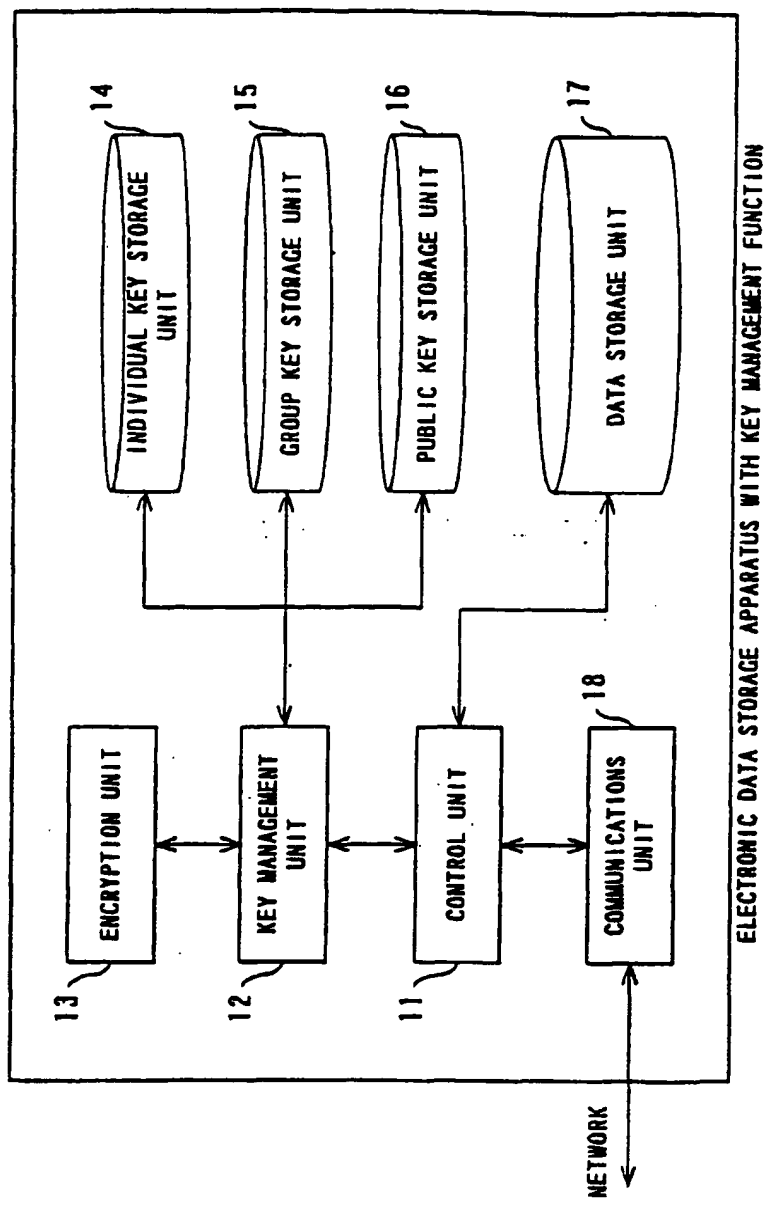 13
ENCRYPTION UNIT
12
KEY MANAGEMENT
UNIT
11
CONTROL UNIT
18
COMMUNICATIONS
UNIT
NETWORK
14
INDIVIDUAL KEY STORAGE
UNIT
15
GROUP KEY STORAGE UNIT
16
PUBLIC KEY STORAGE UNIT
17
DATA STORAGE UNIT
ELECTRONIC DATA STORAGE APPARATUS WITH KEY MANAGEMENT FUNCTION